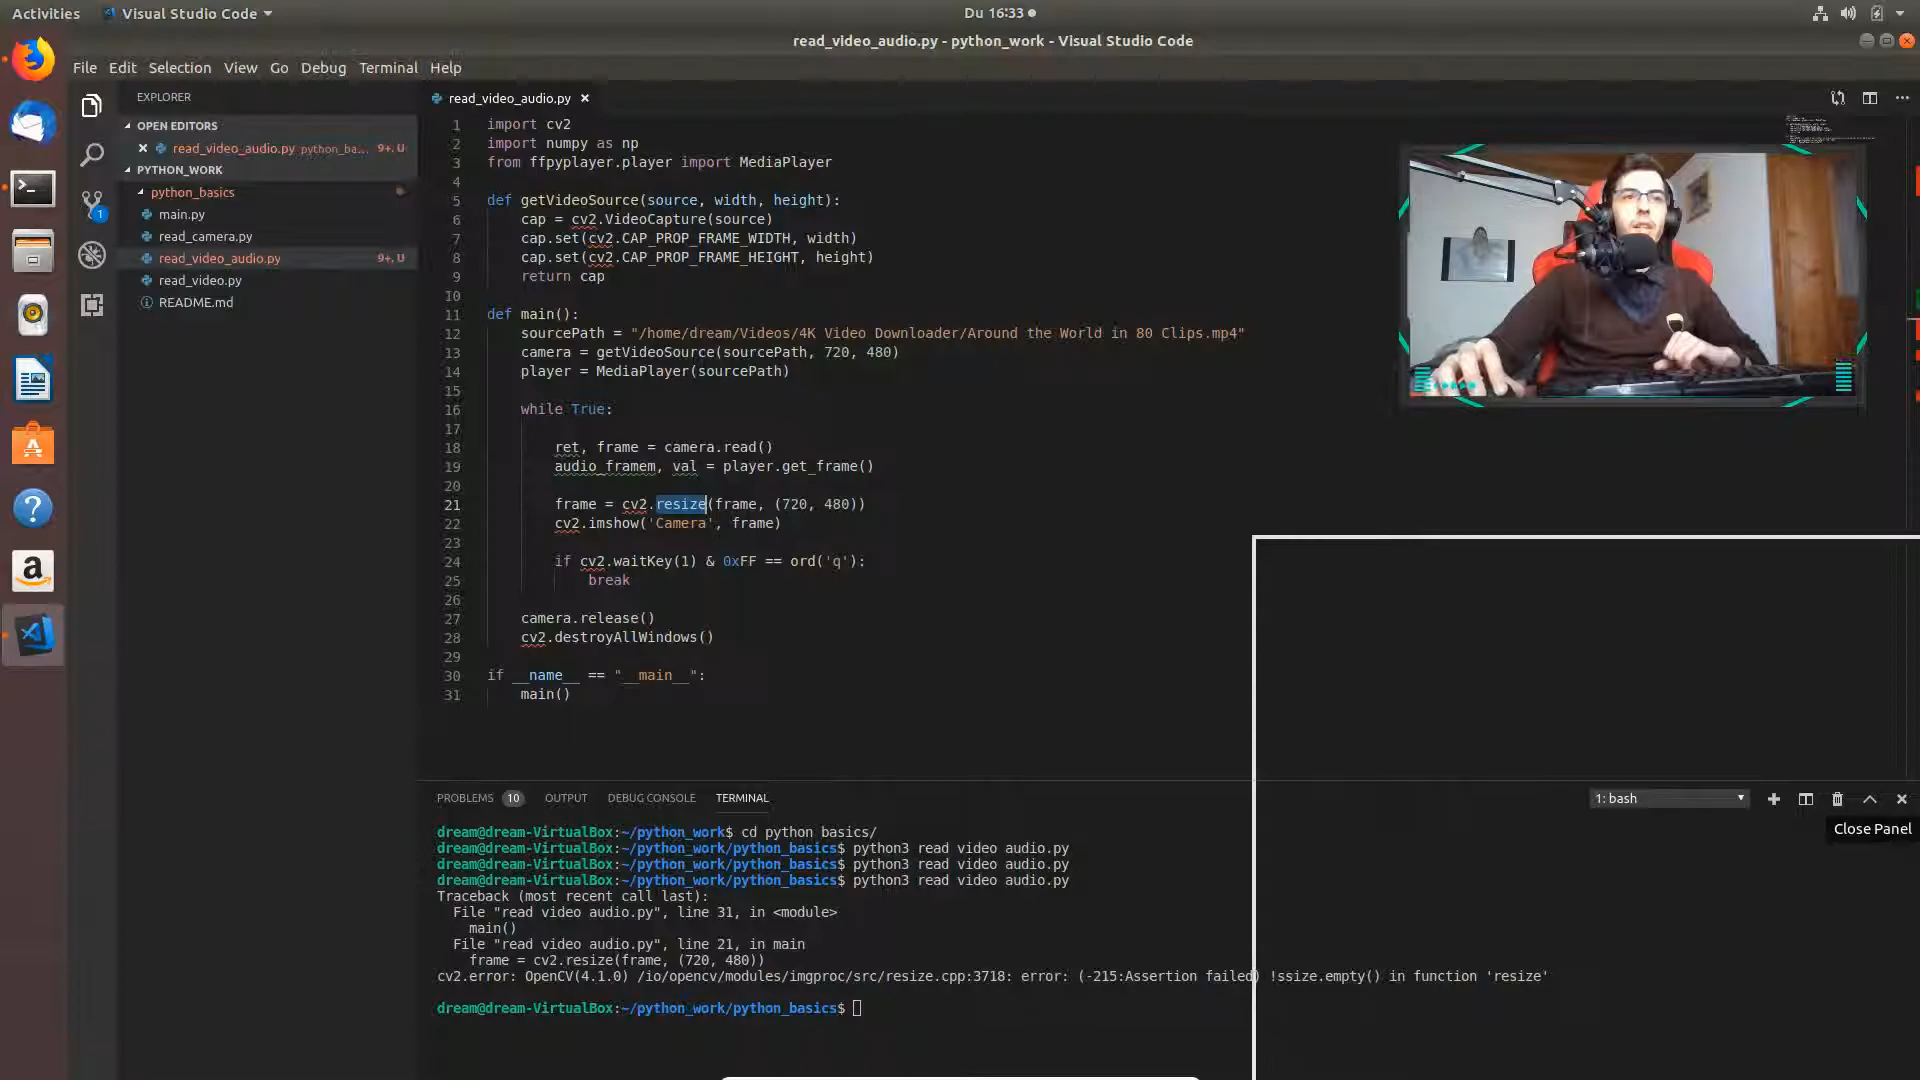 Activities
Visual Studio Code
Du 16:33
read_video_audio.py - python_work - Visual Studio Code
File Edit Selection View Go Debug Terminal Help
EXPLORER
OPEN EDITORS
read_video_audio.py python_ba... 9+, U
PYTHON_WORK
python_basics
main.py
read_camera.py
read_video_audio.py 9+, U
read_video.py
README.md
1
read_video_audio.py
1 import cv2
2 import numpy as np
3 from ffpyplayer.player import MediaPlayer
4
5 def getVideoSource(source, width, height):
6 cap = cv2.VideoCapture(source)
7 cap.set(cv2.CAP_PROP_FRAME_WIDTH, width)
8 cap.set(cv2.CAP_PROP_FRAME_HEIGHT, height)
9 return cap
10
11 def main():
12 sourcePath = "/home/dream/Videos/4K Video Downloader/Around the World in 80 Clips.mp4"
13 camera = getVideoSource(sourcePath, 720, 480)
14 player = MediaPlayer(sourcePath)
15
16 while True:
17
18 ret, frame = camera.read()
19 audio_framem, val = player.get_frame()
20
21 frame = cv2.resize(frame, (720, 480))
22 cv2.imshow('Camera', frame)
23
24 if cv2.waitKey(1) & 0xFF == ord('q'):
25 break
26
27 camera.release()
28 cv2.destroyAllWindows()
29
30 if __name__ == "__main__":
31 main()
PROBLEMS 10 OUTPUT DEBUG CONSOLE TERMINAL
1: bash
Close Panel
dream@dream-VirtualBox:~/python_work$ cd python basics/
dream@dream-VirtualBox:~/python_work/python_basics$ python3 read video audio.py
dream@dream-VirtualBox:~/python_work/python_basics$ python3 read video audio.py
dream@dream-VirtualBox:~/python_work/python_basics$ python3 read video audio.py
Traceback (most recent call last):
File "read video audio.py", line 31, in <module>
main()
File "read video audio.py", line 21, in main
frame = cv2.resize(frame, (720, 480))
cv2.error: OpenCV(4.1.0) /io/opencv/modules/imgproc/src/resize.cpp:3718: error: (-215:Assertion failed) !ssize.empty() in function 'resize'
dream@dream-VirtualBox:~/python_work/python_basics$